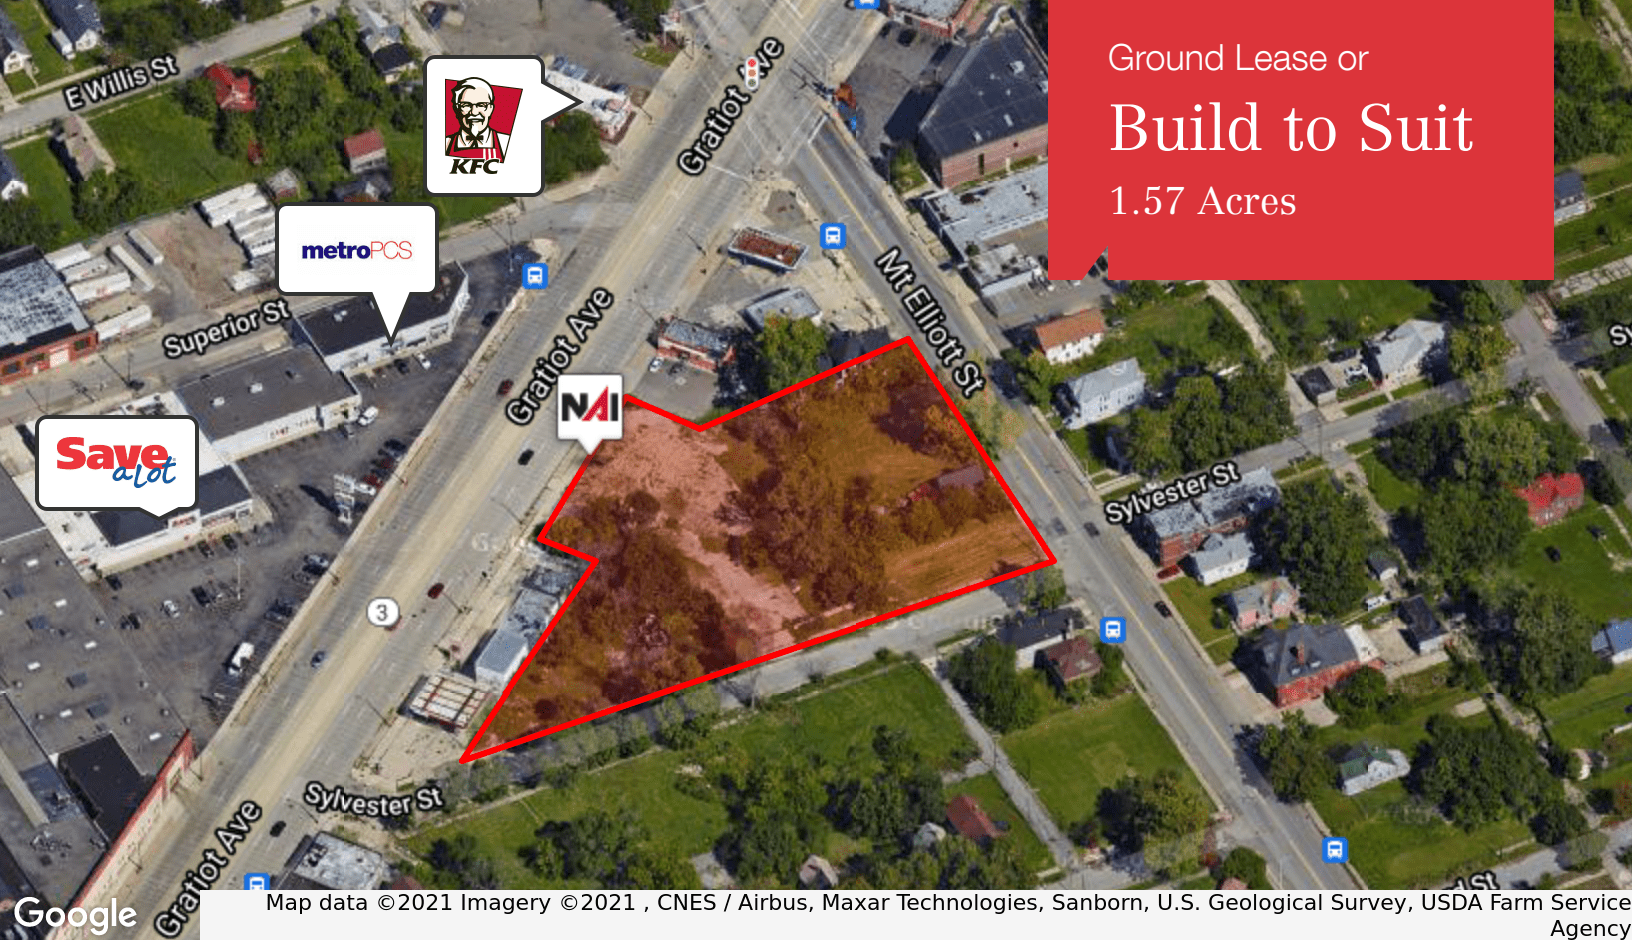 Ground Lease or
Build to Suit
1.57 Acres
E Willis St
Gratiot Ave
KFC
metroPCS
Superior St
Gratiot Ave
Mt Elliott St
NAI
Save
a lot
Sylvester St
3
Sylvester St
Gratiot Ave
Google
Map data ©2021 Imagery ©2021 , CNES / Airbus, Maxar Technologies, Sanborn, U.S. Geological Survey, USDA Farm Service
Agency